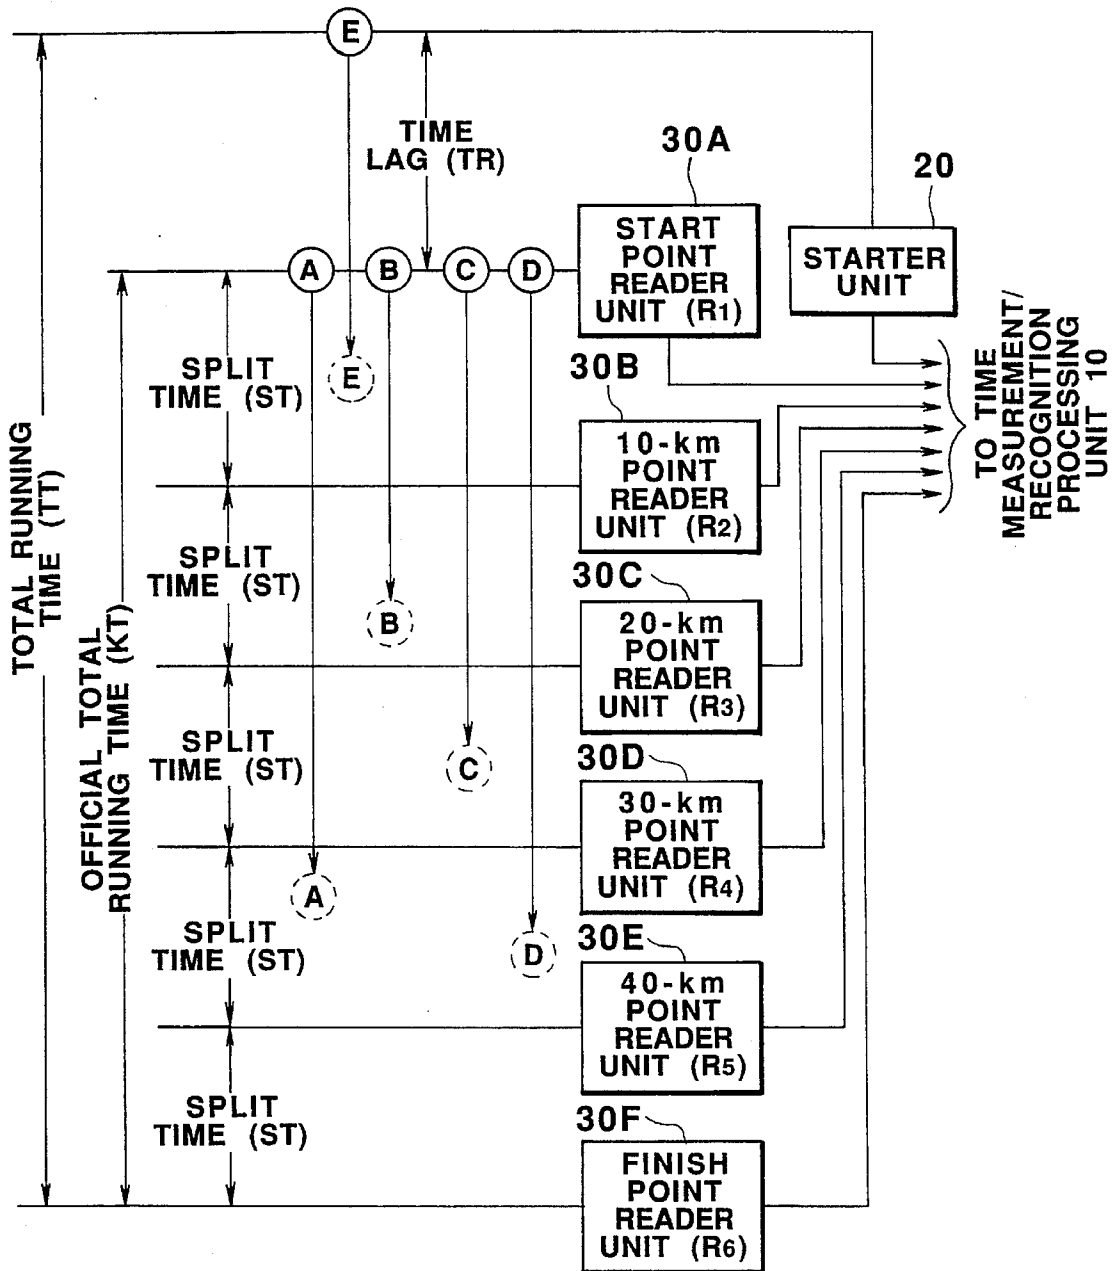 E
TIME
LAG (TR)
30A
20
START
POINT
READER
UNIT (R1)
STARTER
UNIT
A
B
C
D
TO TIME
MEASUREMENT/
RECOGNITION
PROCESSING
UNIT 10
SPLIT
TIME (ST)
E
30B
10-km
POINT
READER
UNIT (R2)
TOTAL RUNNING
TIME (TT)
OFFICIAL TOTAL
RUNNING TIME (KT)
SPLIT
TIME (ST)
B
30C
20-km
POINT
READER
UNIT (R3)
SPLIT
TIME (ST)
C
30D
30-km
POINT
READER
UNIT (R4)
A
SPLIT
TIME (ST)
D
30E
40-km
POINT
READER
UNIT (R5)
SPLIT
TIME (ST)
30F
FINISH
POINT
READER
UNIT (R6)